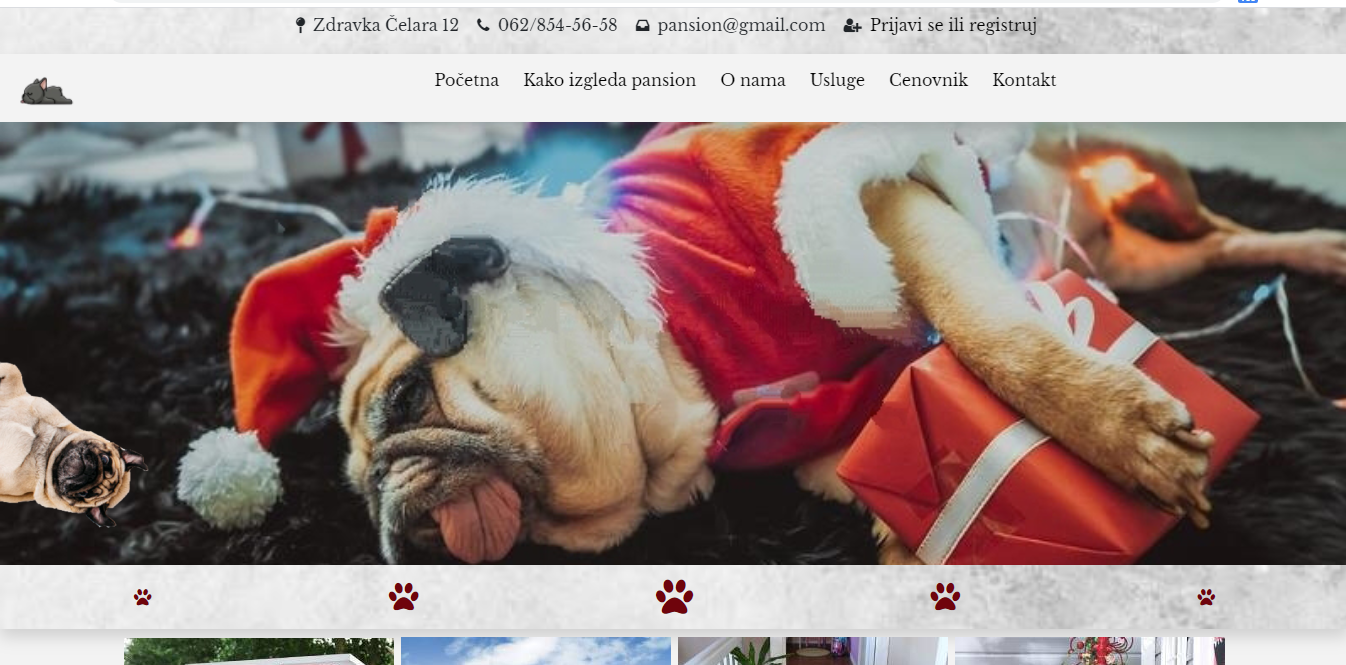 Zdravka Čelara 12 062/854-56-58 pansion@gmail.com Prijavi se ili registruj
Početna Kako izgleda pansion O nama Usluge Cenovnik Kontakt